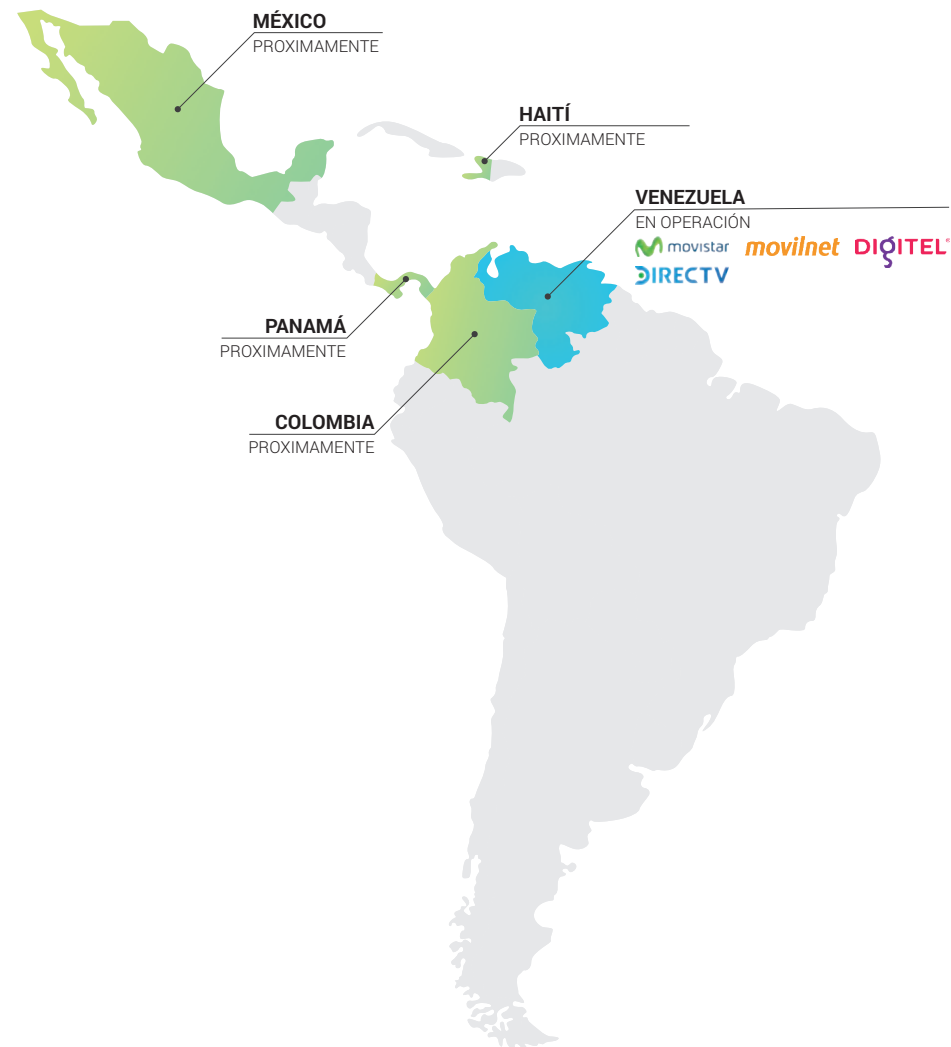 MÉXICO
PROXIMAMENTE
HAITÍ
PROXIMAMENTE
VENEZUELA
EN OPERACIÓN
movistar movilnet DIGITEL
DIRECTV
PANAMÁ
PROXIMAMENTE
COLOMBIA
PROXIMAMENTE